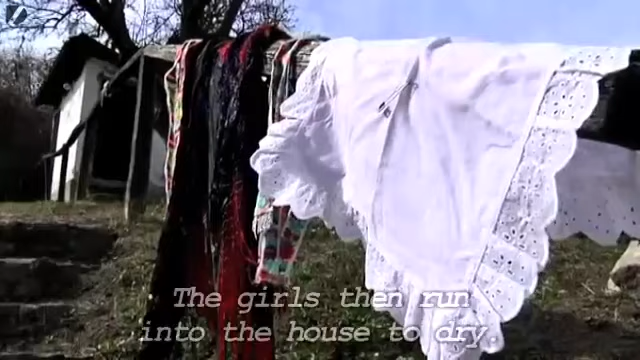 The girls then run
into the house to dry.